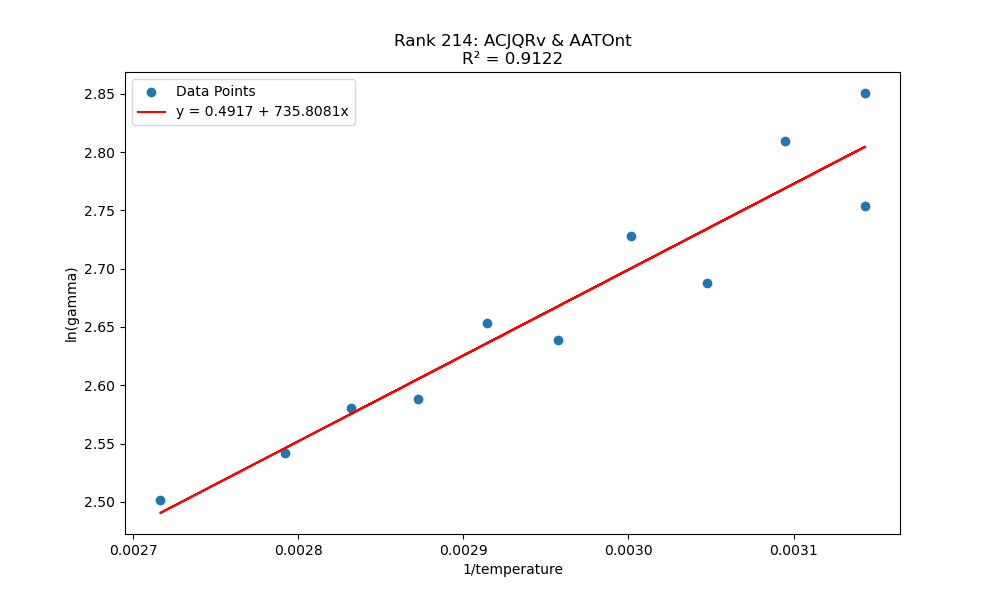 Rank 214: ACJQRv & AATOnt
R² = 0.9122
Data Points
y = 0.4917 + 735.8081x
2.85
2.80
2.75
2.70
2.65
2.60
2.55
2.50
ln(gamma)
0.0027 0.0028 0.0029 0.0030 0.0031
1/temperature